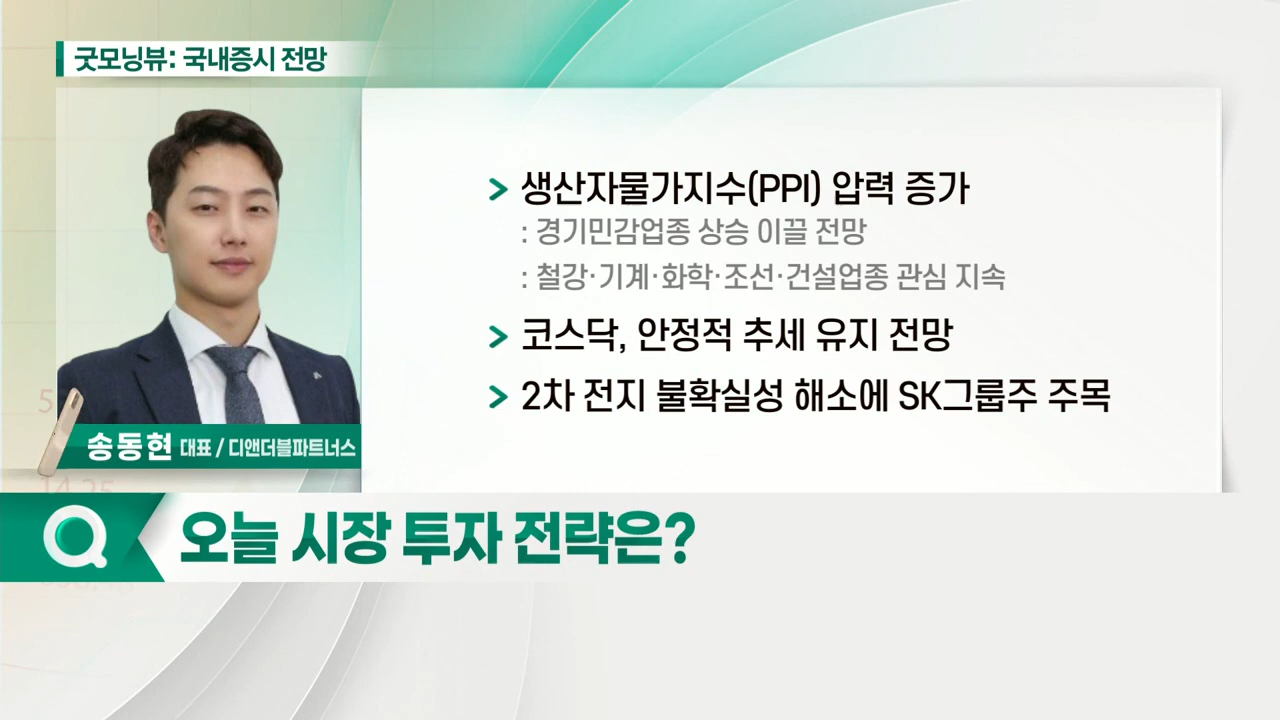 굿모닝뷰: 국내증시 전망
> 생산자물가지수(PPI) 압력 증가
: 경기민감업종 상승 이끌 전망
: 철강·기계·화학·조선·건설업종 관심 지속
> 코스닥, 안정적 추세 유지 전망
> 2차 전지 불확실성 해소에 SK그룹주 주목
송동현 대표 / 디앤더블파트너스
Q 오늘 시장 투자 전략은?